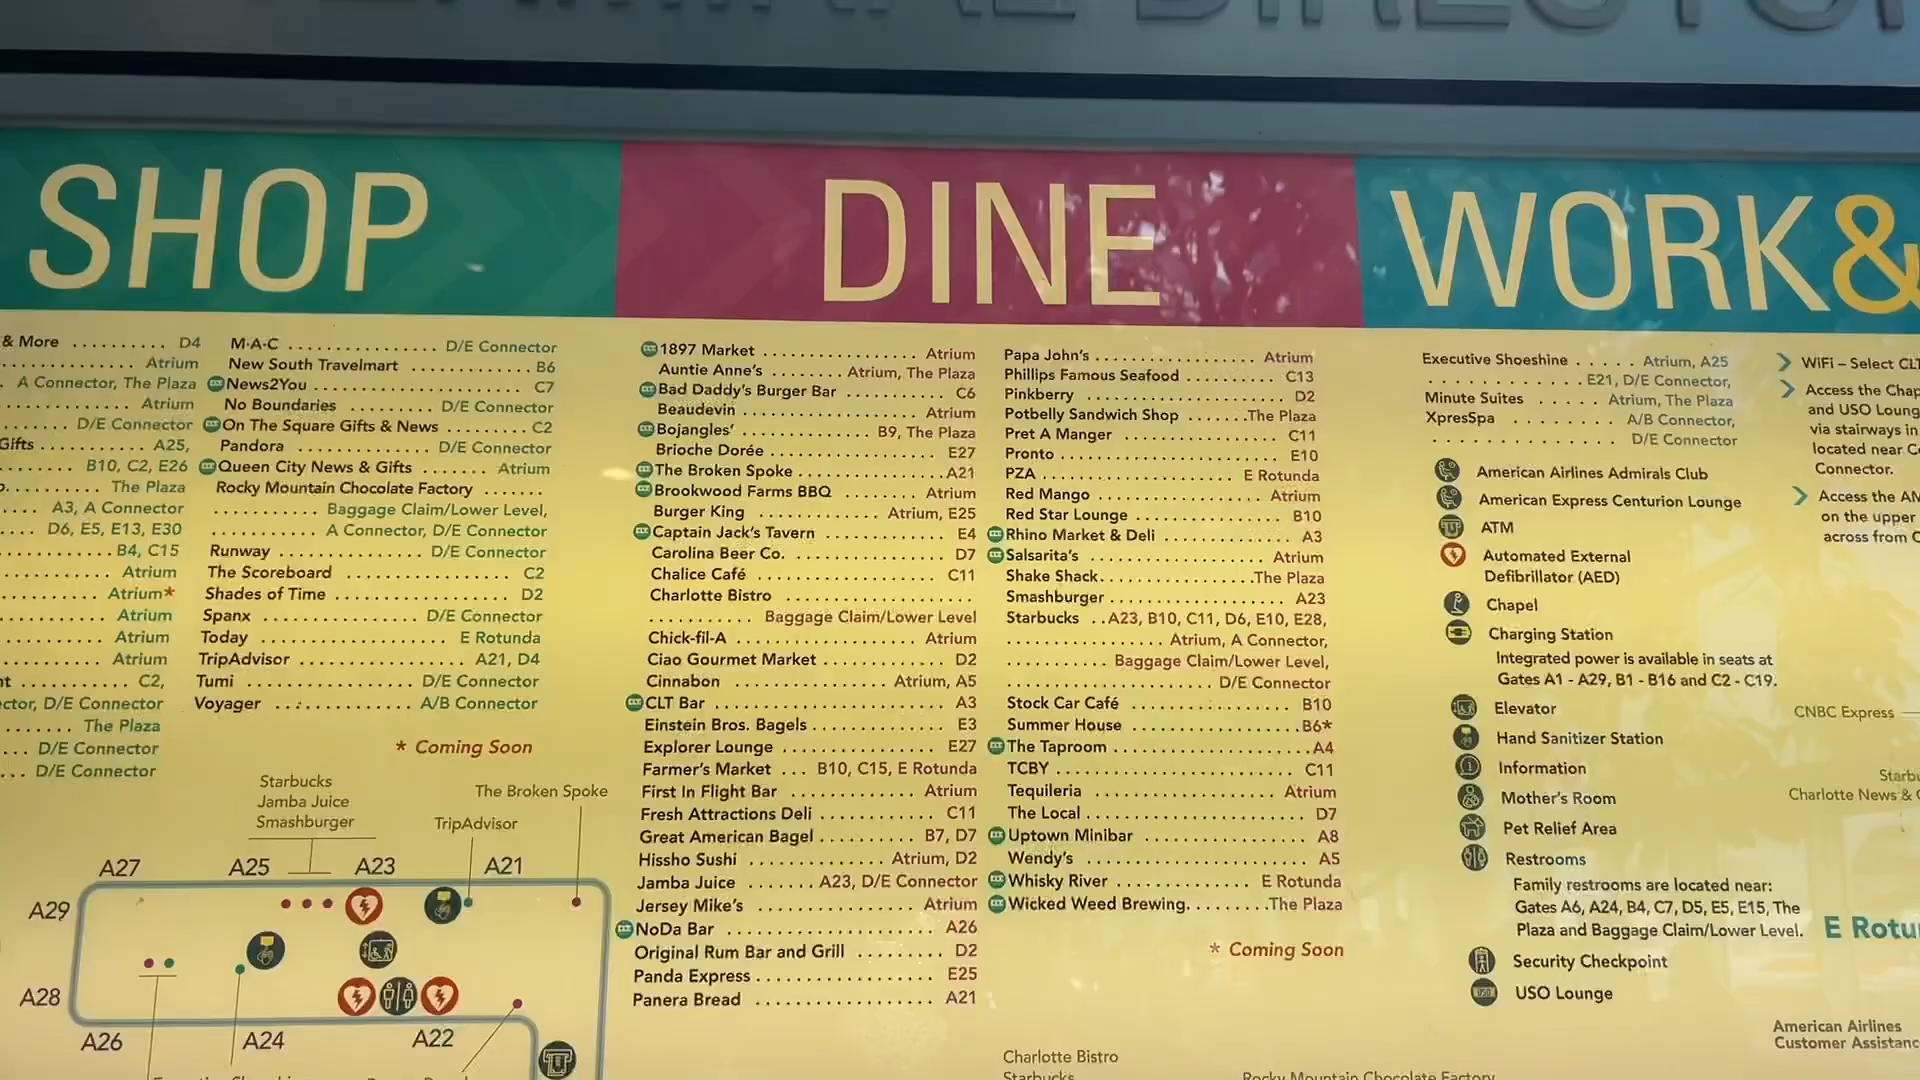 TERMINAL DIRECTOR
SHOP
& More .......... D4
Atrium
A Connector, The Plaza
Atrium
D/E Connector
Gifts ............ A25,
B10, C2, E26
The Plaza
A3, A Connector
D6, E5, E13, E30
B4, C15
Atrium
Atrium*
Atrium
Atrium
Atrium
C2,
D/E Connector
The Plaza
D/E Connector
D/E Connector
M·A·C ............ D/E Connector
New South Travelmart ............ B6
News2You ............ C7
No Boundaries ........ D/E Connector
On The Square Gifts & News ........ C2
Pandora ............ D/E Connector
Queen City News & Gifts ....... Atrium
Rocky Mountain Chocolate Factory .......
............ Baggage Claim/Lower Level,
............ A Connector, D/E Connector
Runway ............ D/E Connector
The Scoreboard ............ C2
Shades of Time ............ D2
Spanx ............ D/E Connector
Today ............ E Rotunda
TripAdvisor ............ A21, D4
Tumi ............ D/E Connector
Voyager ............ A/B Connector
* Coming Soon
DINE
1897 Market ............ Atrium
Auntie Anne's ........ Atrium, The Plaza
Bad Daddy's Burger Bar ......... C6
Beaudevin ............ Atrium
Bojangles' ............ B9, The Plaza
Brioche Dorée ............ E27
The Broken Spoke ............ A21
Brookwood Farms BBQ ........ Atrium
Burger King ............ Atrium, E25
Captain Jack's Tavern ............ E4
Carolina Beer Co. ............ D7
Chalice Café ............ C11
Charlotte Bistro ............
.......... Baggage Claim/Lower Level
Chick-fil-A ............ Atrium
Ciao Gourmet Market ............ D2
Cinnabon ............ Atrium, A5
CLT Bar ............ A3
Einstein Bros. Bagels ............ E3
Explorer Lounge ............ E27
Farmer's Market ... B10, C15, E Rotunda
First In Flight Bar ............ Atrium
Fresh Attractions Deli ............ C11
Great American Bagel ........ B7, D7
Hissho Sushi ............ Atrium, D2
Jamba Juice ....... A23, D/E Connector
Jersey Mike's ............ Atrium
NoDa Bar ............ A26
Original Rum Bar and Grill ........ D2
Panda Express ............ E25
Panera Bread ............ A21
Papa John's ............ Atrium
Phillips Famous Seafood .......... C13
Pinkberry ............ D2
Potbelly Sandwich Shop .......The Plaza
Pret A Manger ............ C11
Pronto ............ E10
PZA ............ E Rotunda
Red Mango ............ Atrium
Red Star Lounge ............ B10
Rhino Market & Deli ............ A3
Salsarita's ............ Atrium
Shake Shack............The Plaza
Smashburger ............ A23
Starbucks ..A23, B10, C11, D6, E10, E28,
............ Atrium, A Connector,
.......... Baggage Claim/Lower Level,
............ D/E Connector
Stock Car Café ............ B10
Summer House ............ B6*
The Taproom ............ A4
TCBY ............ C11
Tequileria ............ Atrium
The Local ............ D7
Uptown Minibar ............ A8
Wendy's ............ A5
Whisky River ............ E Rotunda
Wicked Weed Brewing.........The Plaza
* Coming Soon
WORK &
Executive Shoeshine ..... Atrium, A25
............ E21, D/E Connector,
Minute Suites ..... Atrium, The Plaza
XpresSpa ............ A/B Connector,
............ D/E Connector
American Airlines Admirals Club
American Express Centurion Lounge
ATM
Automated External
Defibrillator (AED)
Chapel
Charging Station
Integrated power is available in seats at
Gates A1 - A29, B1 - B16 and C2 - C19.
Elevator
Hand Sanitizer Station
Information
Mother's Room
Pet Relief Area
Restrooms
Family restrooms are located near:
Gates A6, A24, B4, C7, D5, E5, E15, The
Plaza and Baggage Claim/Lower Level.
Security Checkpoint
USO Lounge
WiFi – Select CLT
Access the Chap
and USO Loung
via stairways in
located near Co
Connector.
Access the AM
on the upper
across from C
CNBC Express
Starbu
Charlotte News & G
E Rotu
American Airlines
Customer Assistanc
Starbucks
Jamba Juice
Smashburger
The Broken Spoke
TripAdvisor
A27
A25
A23
A21
A29
A28
A26
A24
A22
Charlotte Bistro
Starbucks
Rocky Mountain Chocolate Factory